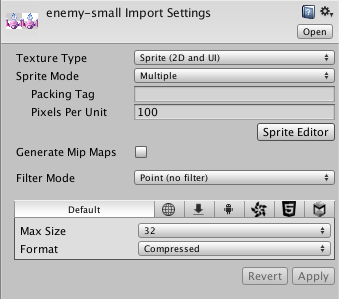 enemy-small Import Settings
Open
Texture Type Sprite (2D and UI)
Sprite Mode Multiple
Packing Tag
Pixels Per Unit 100
Sprite Editor
Generate Mip Maps
Filter Mode Point (no filter)
Default
Max Size 32
Format Compressed
Revert Apply